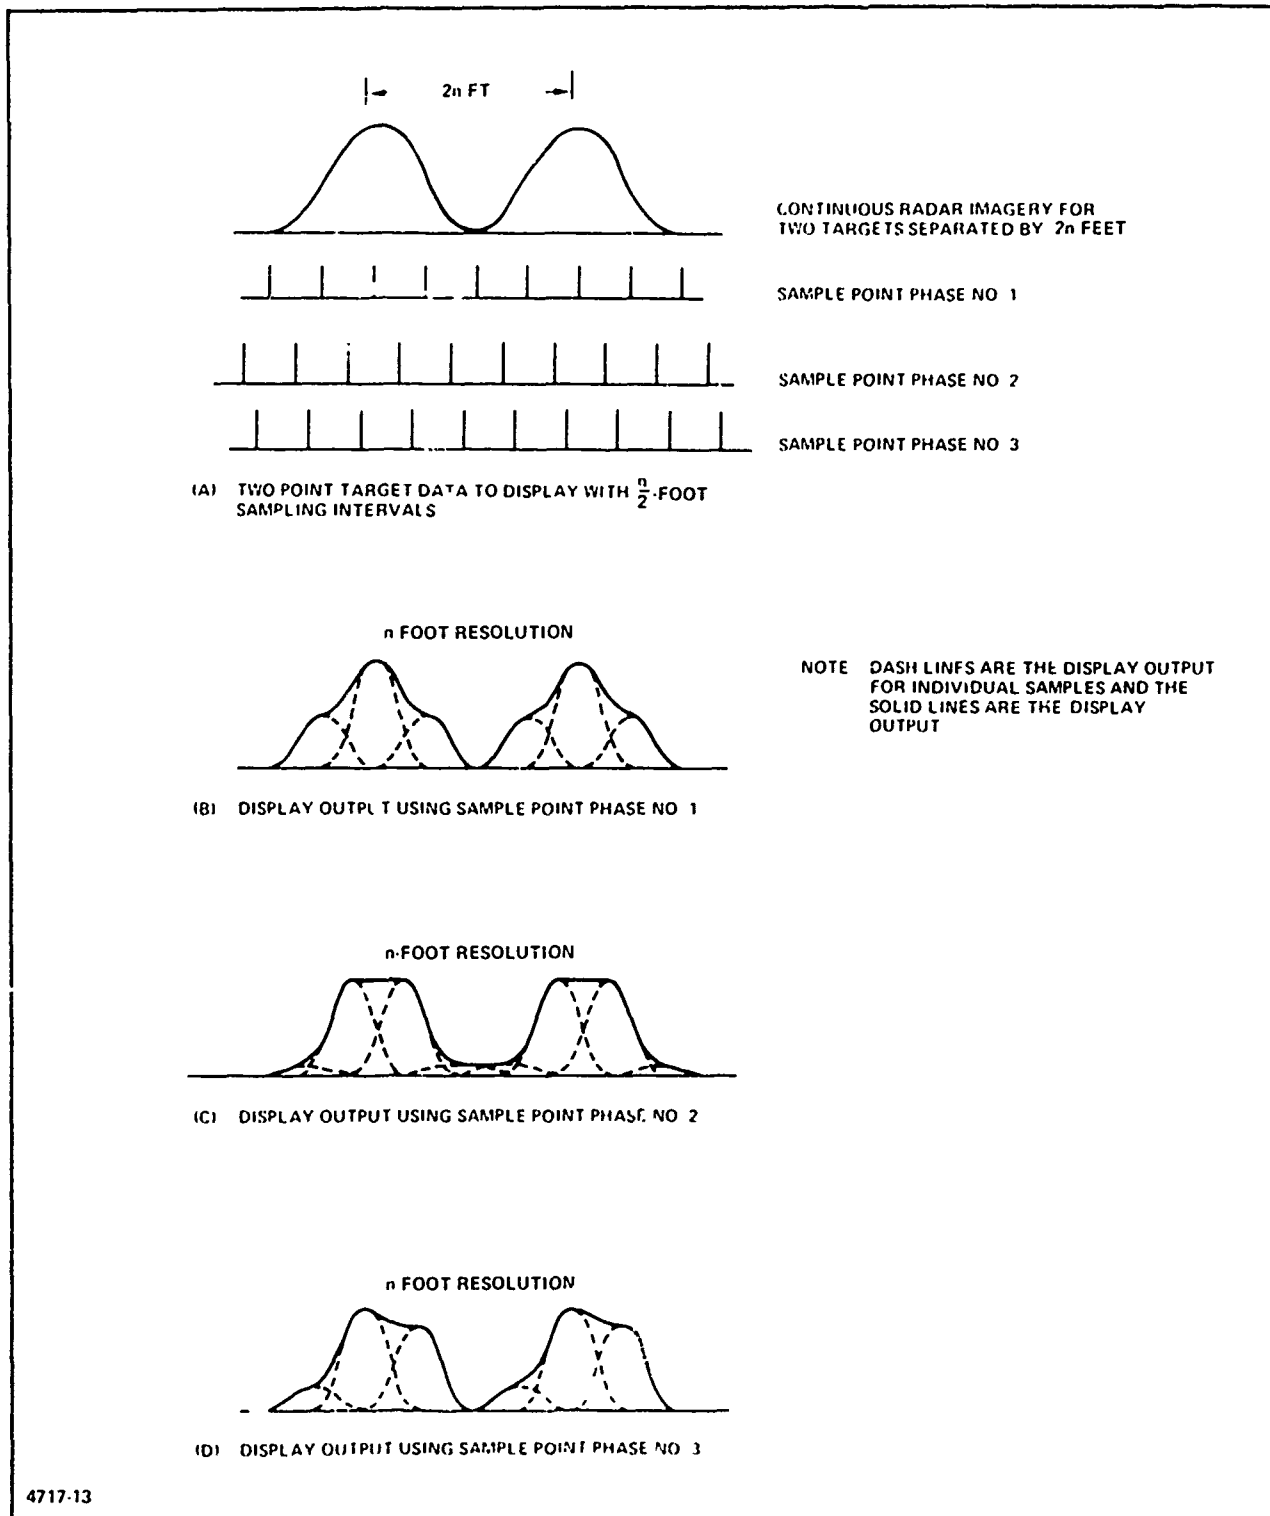 2n FT
CONTINUOUS RADAR IMAGERY FOR
TWO TARGETS SEPARATED BY 2n FEET
SAMPLE POINT PHASE NO 1
SAMPLE POINT PHASE NO 2
SAMPLE POINT PHASE NO 3
(A) TWO POINT TARGET DATA TO DISPLAY WITH n/2-FOOT
SAMPLING INTERVALS
n FOOT RESOLUTION
NOTE DASH LINES ARE THE DISPLAY OUTPUT
FOR INDIVIDUAL SAMPLES AND THE
SOLID LINES ARE THE DISPLAY
OUTPUT
(B) DISPLAY OUTPUT USING SAMPLE POINT PHASE NO 1
n-FOOT RESOLUTION
(C) DISPLAY OUTPUT USING SAMPLE POINT PHASE NO 2
n FOOT RESOLUTION
(D) DISPLAY OUTPUT USING SAMPLE POINT PHASE NO 3
4717-13